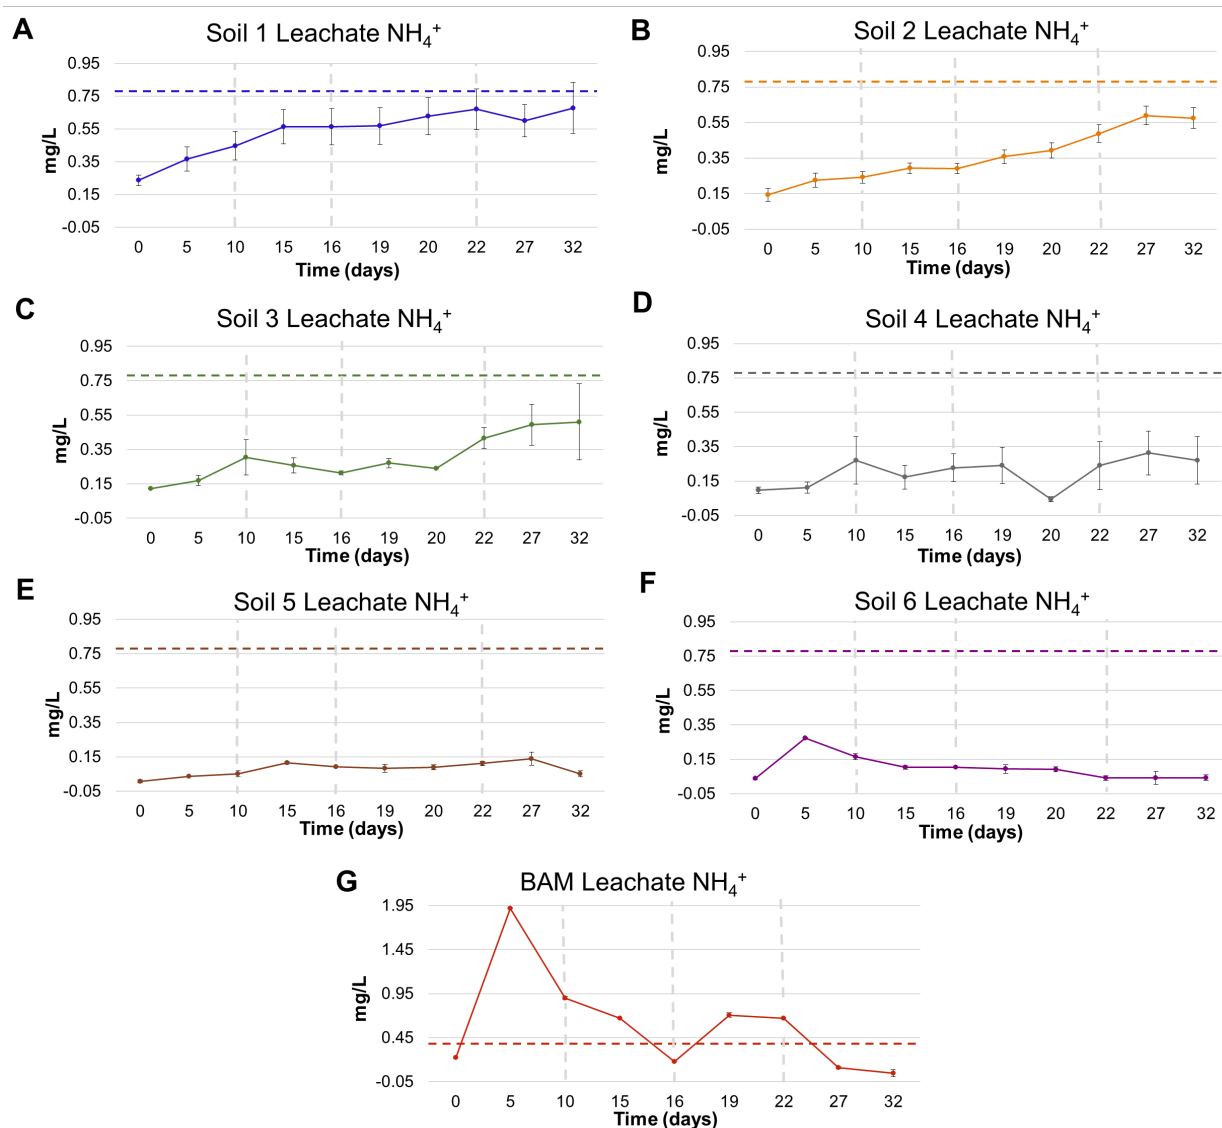 A
Soil 1 Leachate NH₄⁺
0.95
0.75
0.55
0.35
0.15
-0.05
mg/L
0 5 10 15 16 19 20 22 27 32
Time (days)
B
Soil 2 Leachate NH₄⁺
0.95
0.75
0.55
0.35
0.15
-0.05
mg/L
0 5 10 15 16 19 20 22 27 32
Time (days)
C
Soil 3 Leachate NH₄⁺
0.95
0.75
0.55
0.35
0.15
-0.05
mg/L
0 5 10 15 16 19 20 22 27 32
Time (days)
D
Soil 4 Leachate NH₄⁺
0.95
0.75
0.55
0.35
0.15
-0.05
mg/L
0 5 10 15 16 19 20 22 27 32
Time (days)
E
Soil 5 Leachate NH₄⁺
0.95
0.75
0.55
0.35
0.15
-0.05
mg/L
0 5 10 15 16 19 20 22 27 32
Time (days)
F
Soil 6 Leachate NH₄⁺
0.95
0.75
0.55
0.35
0.15
-0.05
mg/L
0 5 10 15 16 19 20 22 27 32
Time (days)
G
BAM Leachate NH₄⁺
1.95
1.45
0.95
0.45
-0.05
mg/L
0 5 10 15 16 19 22 27 32
Time (days)